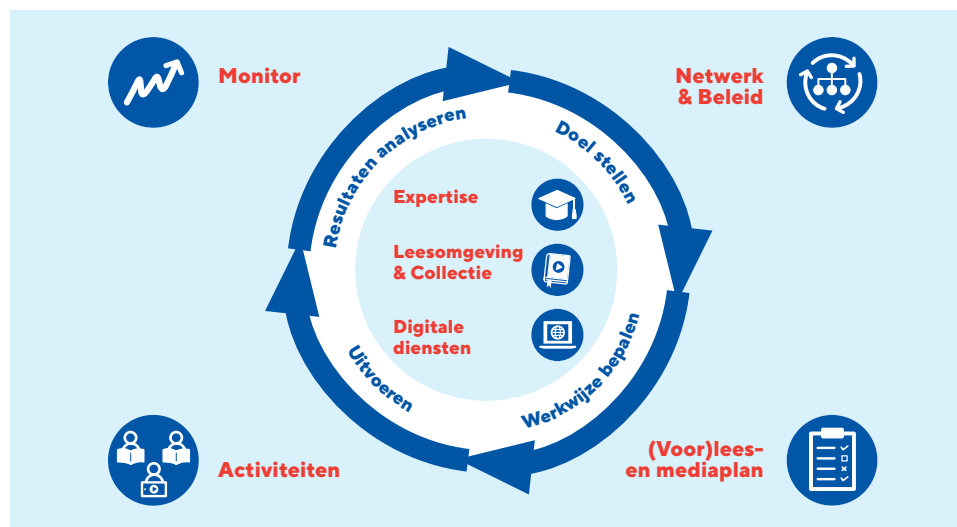 Monitor
Netwerk
& Beleid
Resultaten analyseren
Doel stellen
Expertise
Leesomgeving
& Collectie
Digitale
diensten
Uitvoeren
Werkwijze bepalen
Activiteiten
(Voor)lees-
en mediaplan